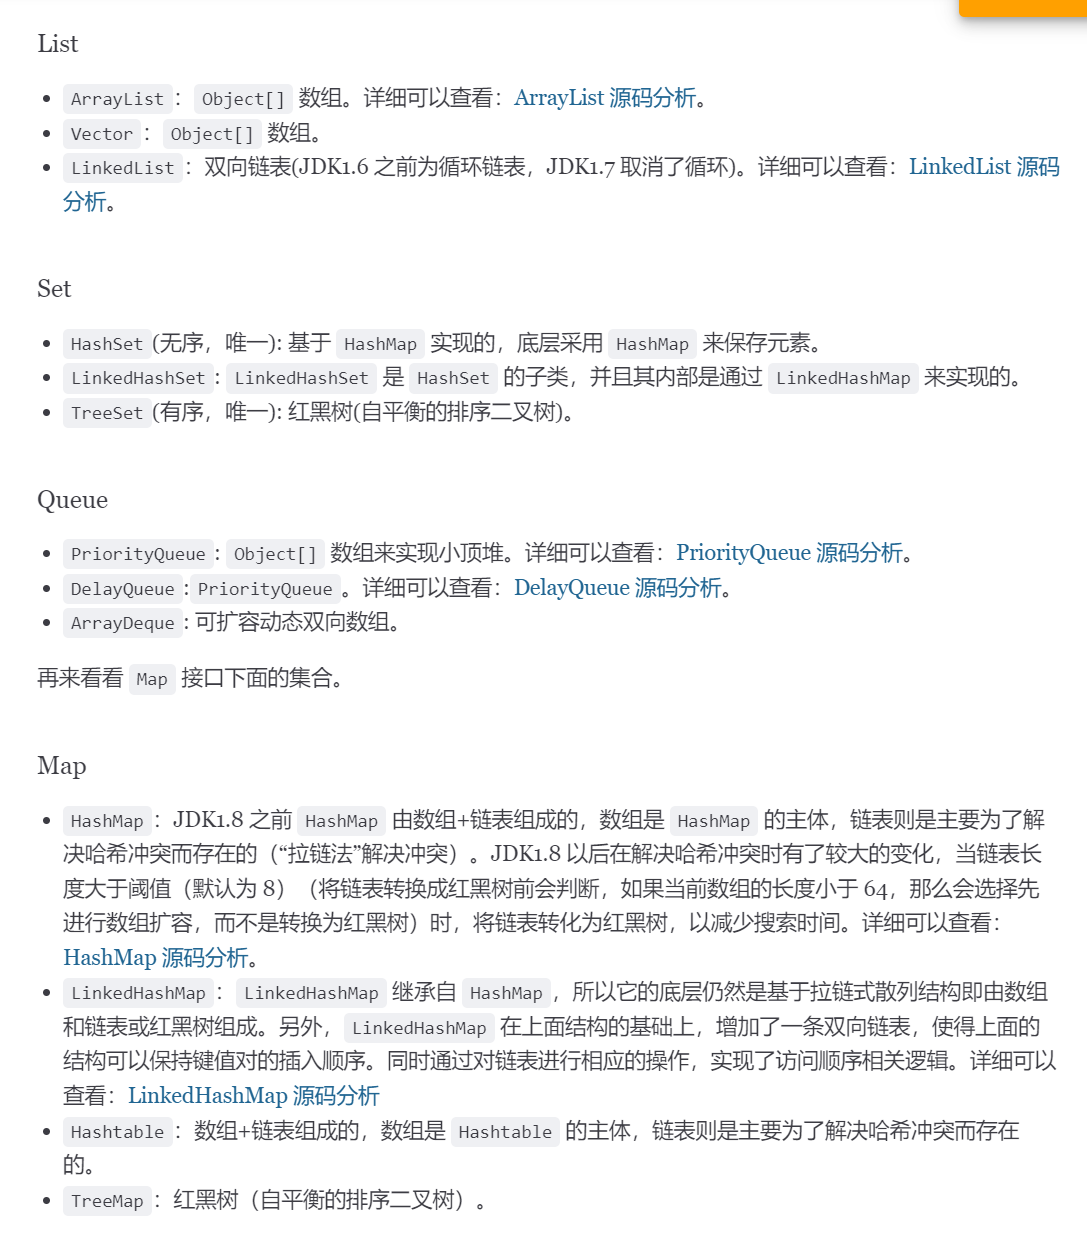 List
ArrayList： Object[] 数组。详细可以查看：ArrayList 源码分析。
Vector： Object[] 数组。
LinkedList：双向链表(JDK1.6 之前为循环链表，JDK1.7 取消了循环)。详细可以查看：LinkedList 源码
分析。
Set
HashSet(无序，唯一): 基于 HashMap 实现的，底层采用 HashMap 来保存元素。
LinkedHashSet: LinkedHashSet 是 HashSet 的子类，并且其内部是通过 LinkedHashMap 来实现的。
TreeSet(有序，唯一): 红黑树(自平衡的排序二叉树)。
Queue
PriorityQueue: Object[] 数组来实现小顶堆。详细可以查看：PriorityQueue 源码分析。
DelayQueue:PriorityQueue。详细可以查看：DelayQueue 源码分析。
ArrayDeque: 可扩容动态双向数组。
再来看看 Map 接口下面的集合。
Map
HashMap：JDK1.8 之前 HashMap 由数组+链表组成的，数组是 HashMap 的主体，链表则是主要为了解
决哈希冲突而存在的（“拉链法”解决冲突）。JDK1.8 以后在解决哈希冲突时有了较大的变化，当链表长
度大于阈值（默认为 8）（将链表转换成红黑树前会判断，如果当前数组的长度小于 64，那么会选择先
进行数组扩容，而不是转换为红黑树）时，将链表转化为红黑树，以减少搜索时间。详细可以查看：
HashMap 源码分析。
LinkedHashMap： LinkedHashMap 继承自 HashMap，所以它的底层仍然是基于拉链式散列结构即由数组
和链表或红黑树组成。另外，LinkedHashMap 在上面结构的基础上，增加了一条双向链表，使得上面的
结构可以保持键值对的插入顺序。同时通过对链表进行相应的操作，实现了访问顺序相关逻辑。详细可以
查看：LinkedHashMap 源码分析
Hashtable：数组+链表组成的，数组是 Hashtable 的主体，链表则是主要为了解决哈希冲突而存在
的。
TreeMap：红黑树（自平衡的排序二叉树）。